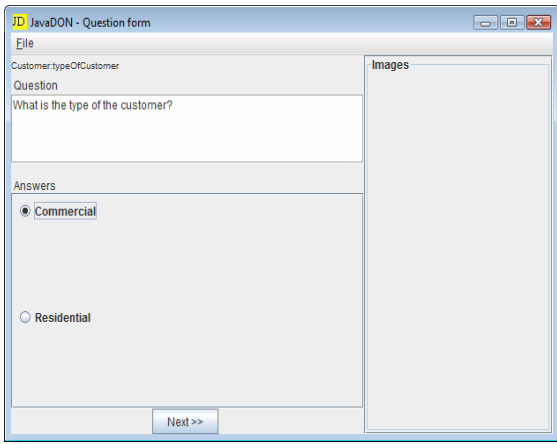 JD JavaDON - Question form
File
Customer:typeOfCustomer
Question
What is the type of the customer?
Answers
Commercial
Residential
Next >>
Images